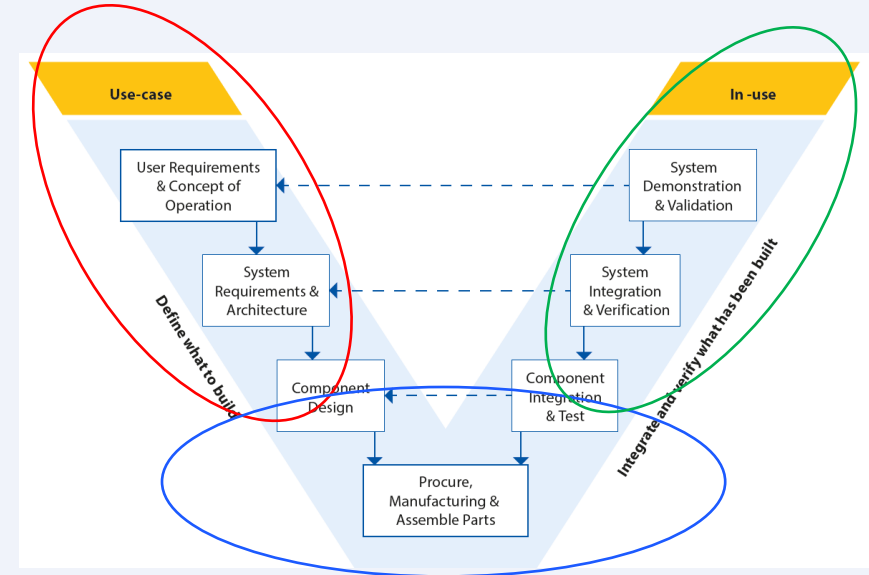 Use-case
In -use
User Requirements
& Concept of
Operation
System
Demonstration
& Validation
System
Requirements &
Architecture
System
Integration
& Verification
Define what to build
Integrate and verify what has been built
Component
Design
Component
Integration
& Test
Procure,
Manufacturing &
Assemble Parts